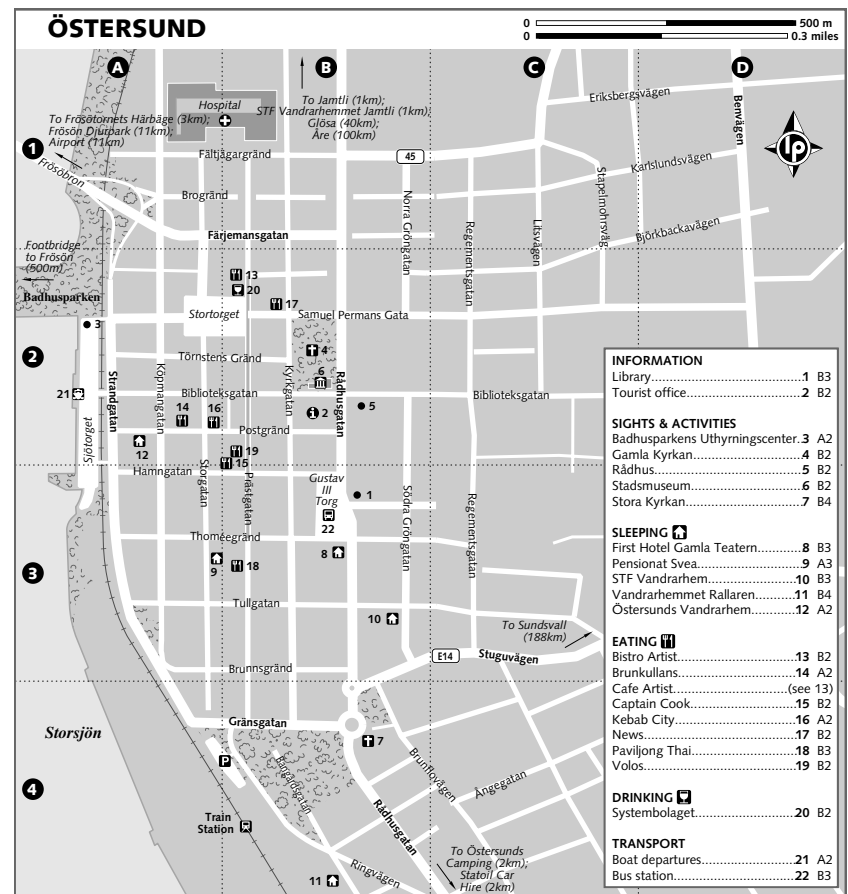 ÖSTERSUND
0 500 m
0 0.3 miles
A
B
C
D
1
2
3
4
Hospital
To Jamtli (1km);
STF Vandrarhemmet Jamtli (1km);
Glösa (40km);
Åre (100km)
To Frösötornets Härbäge (3km);
Frösön Djurpark (11km);
Airport (11km)
Frösöbron
Fältjägargränd
45
Eriksbergsvägen
Benvägen
lp
Karlslundsvägen
Stapelmohrsväg
Björkbackavägen
Brogränd
Norra Gröngatan
Regementsgatan
Litsvägen
Färjemansgatan
Footbridge
to Frösön
(500m)
Badhusparken
13
20
17
Stortorget
Samuel Permans Gata
3
4
Törnstens Gränd
6
Strandgatan
Köpmangatan
Kyrkgatan
Rådhusgatan
21
Biblioteksgatan
Biblioteksgatan
14
16
2
5
Sjötorget
Postgränd
12
19
15
Hamngatan
Storgatan
Prästgatan
Gustav
III
Torg
1
22
Södra Gröngatan
Regementsgatan
Thoméegränd
8
9
18
Tullgatan
10
To Sundsvall
(188km)
E14
Stuguvägen
Brunnsgränd
Gränsgatan
Storsjön
7
P
Bangårdsgatan
Brunflovägen
Ångegatan
Train
Station
Rådhusgatan
To Östersunds
Camping (2km);
Statoil Car
Hire (2km)
11
Ringvägen
INFORMATION
Library 1 B3
Tourist office 2 B2
SIGHTS & ACTIVITIES
Badhusparkens Uthyrningscenter 3 A2
Gamla Kyrkan 4 B2
Rådhus 5 B2
Stadsmuseum 6 B2
Stora Kyrkan 7 B4
SLEEPING
First Hotel Gamla Teatern 8 B3
Pensionat Svea 9 A3
STF Vandrarhem 10 B3
Vandrarhemmet Rallaren 11 B4
Östersunds Vandrarhem 12 A2
EATING
Bistro Artist 13 B2
Brunkullans 14 A2
Cafe Artist (see 13)
Captain Cook 15 B2
Kebab City 16 A2
News 17 B2
Paviljong Thai 18 B3
Volos 19 B2
DRINKING
Systembolaget 20 B2
TRANSPORT
Boat departures 21 A2
Bus station 22 B3